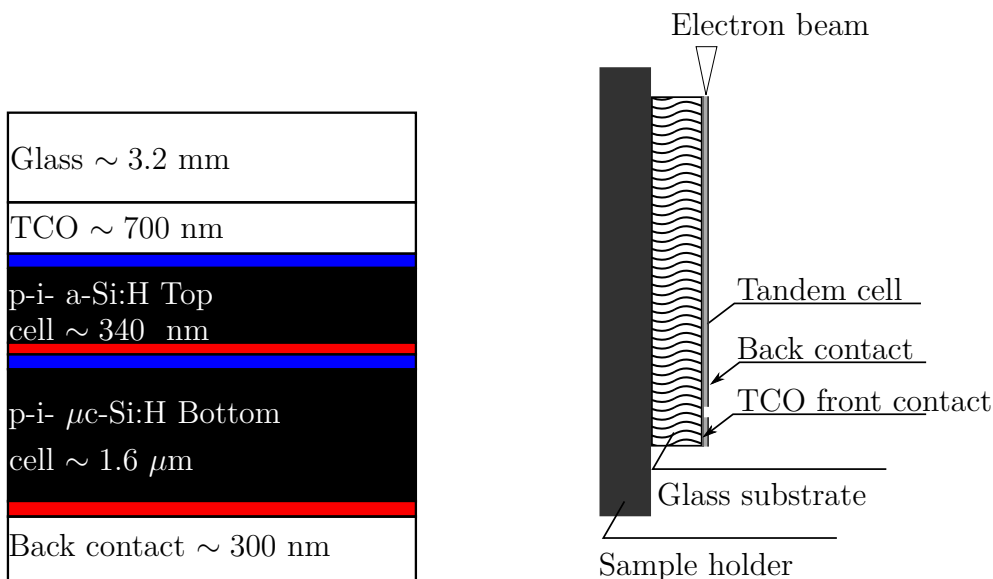 Glass ∼ 3.2 mm
TCO ∼ 700 nm
p-i- a-Si:H Top
cell ∼ 340 nm
p-i- μc-Si:H Bottom
cell ∼ 1.6 μm
Back contact ∼ 300 nm
Electron beam
Tandem cell
Back contact
TCO front contact
Glass substrate
Sample holder